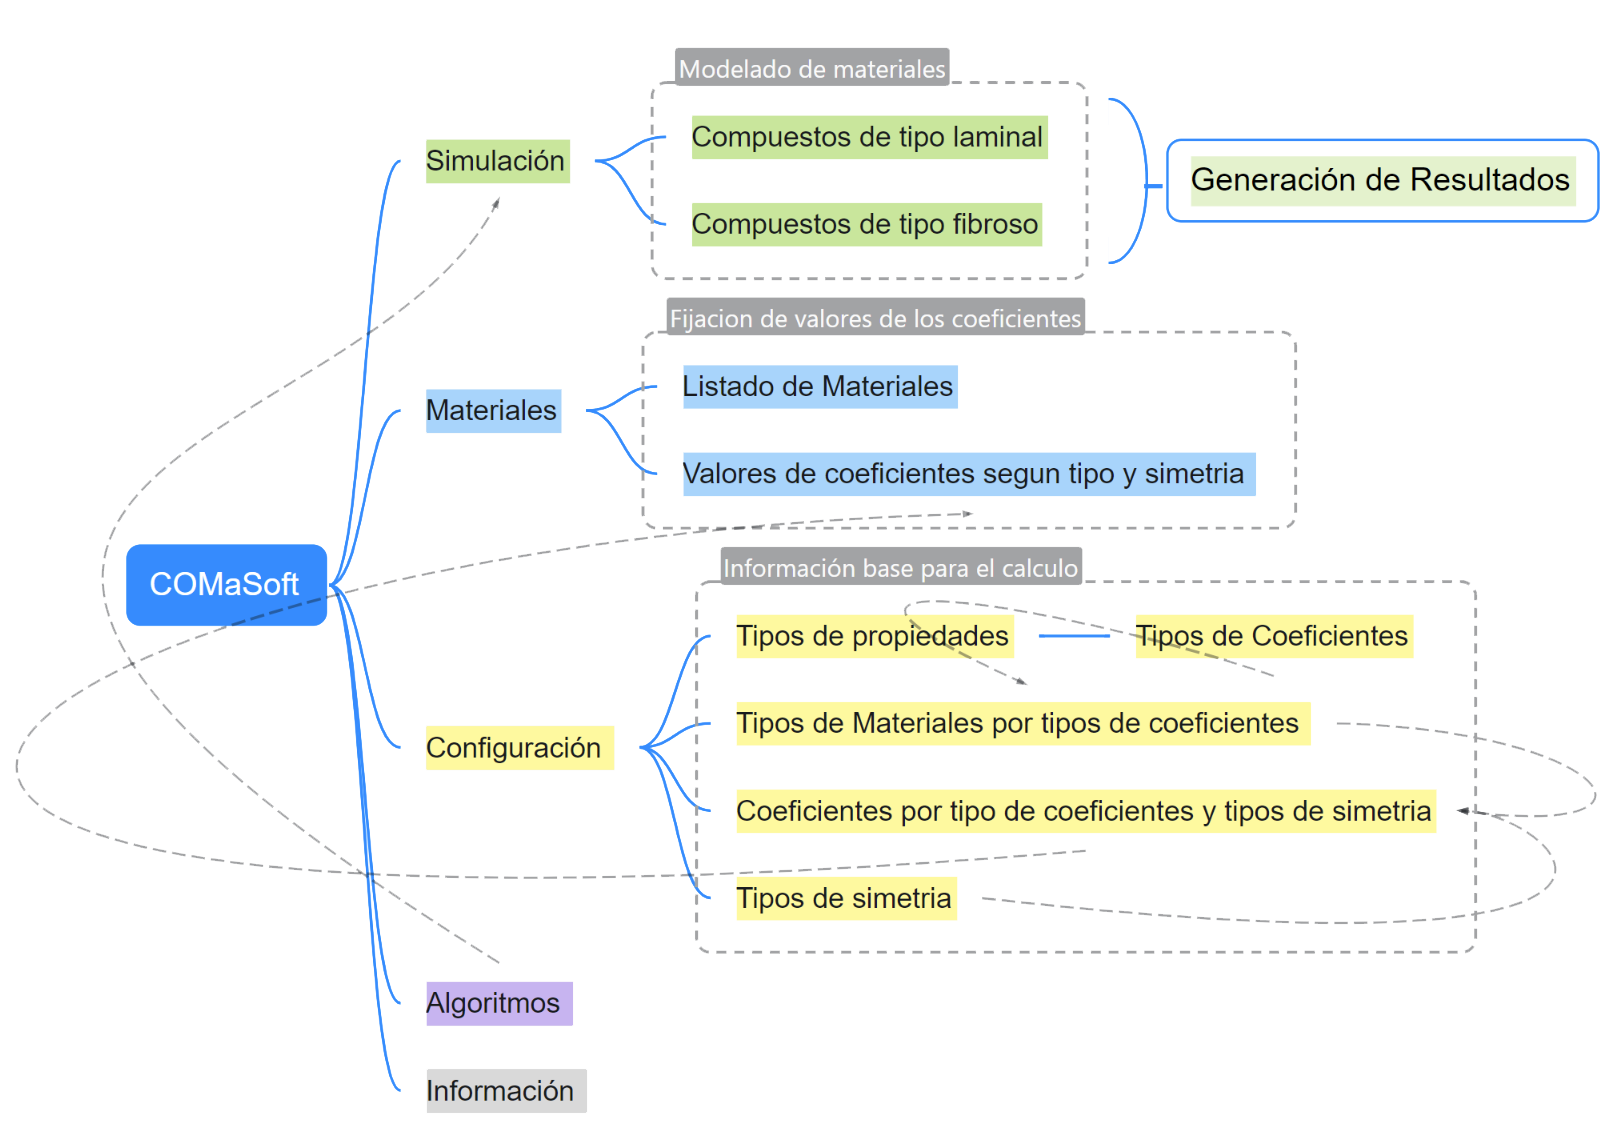 Modelado de materiales
Simulación
Compuestos de tipo laminal
Compuestos de tipo fibroso
Generación de Resultados
Fijacion de valores de los coeficientes
Materiales
Listado de Materiales
Valores de coeficientes segun tipo y simetria
COMaSoft
Información base para el calculo
Configuración
Tipos de propiedades
Tipos de Coeficientes
Tipos de Materiales por tipos de coeficientes
Coeficientes por tipo de coeficientes y tipos de simetria
Tipos de simetria
Algoritmos
Información